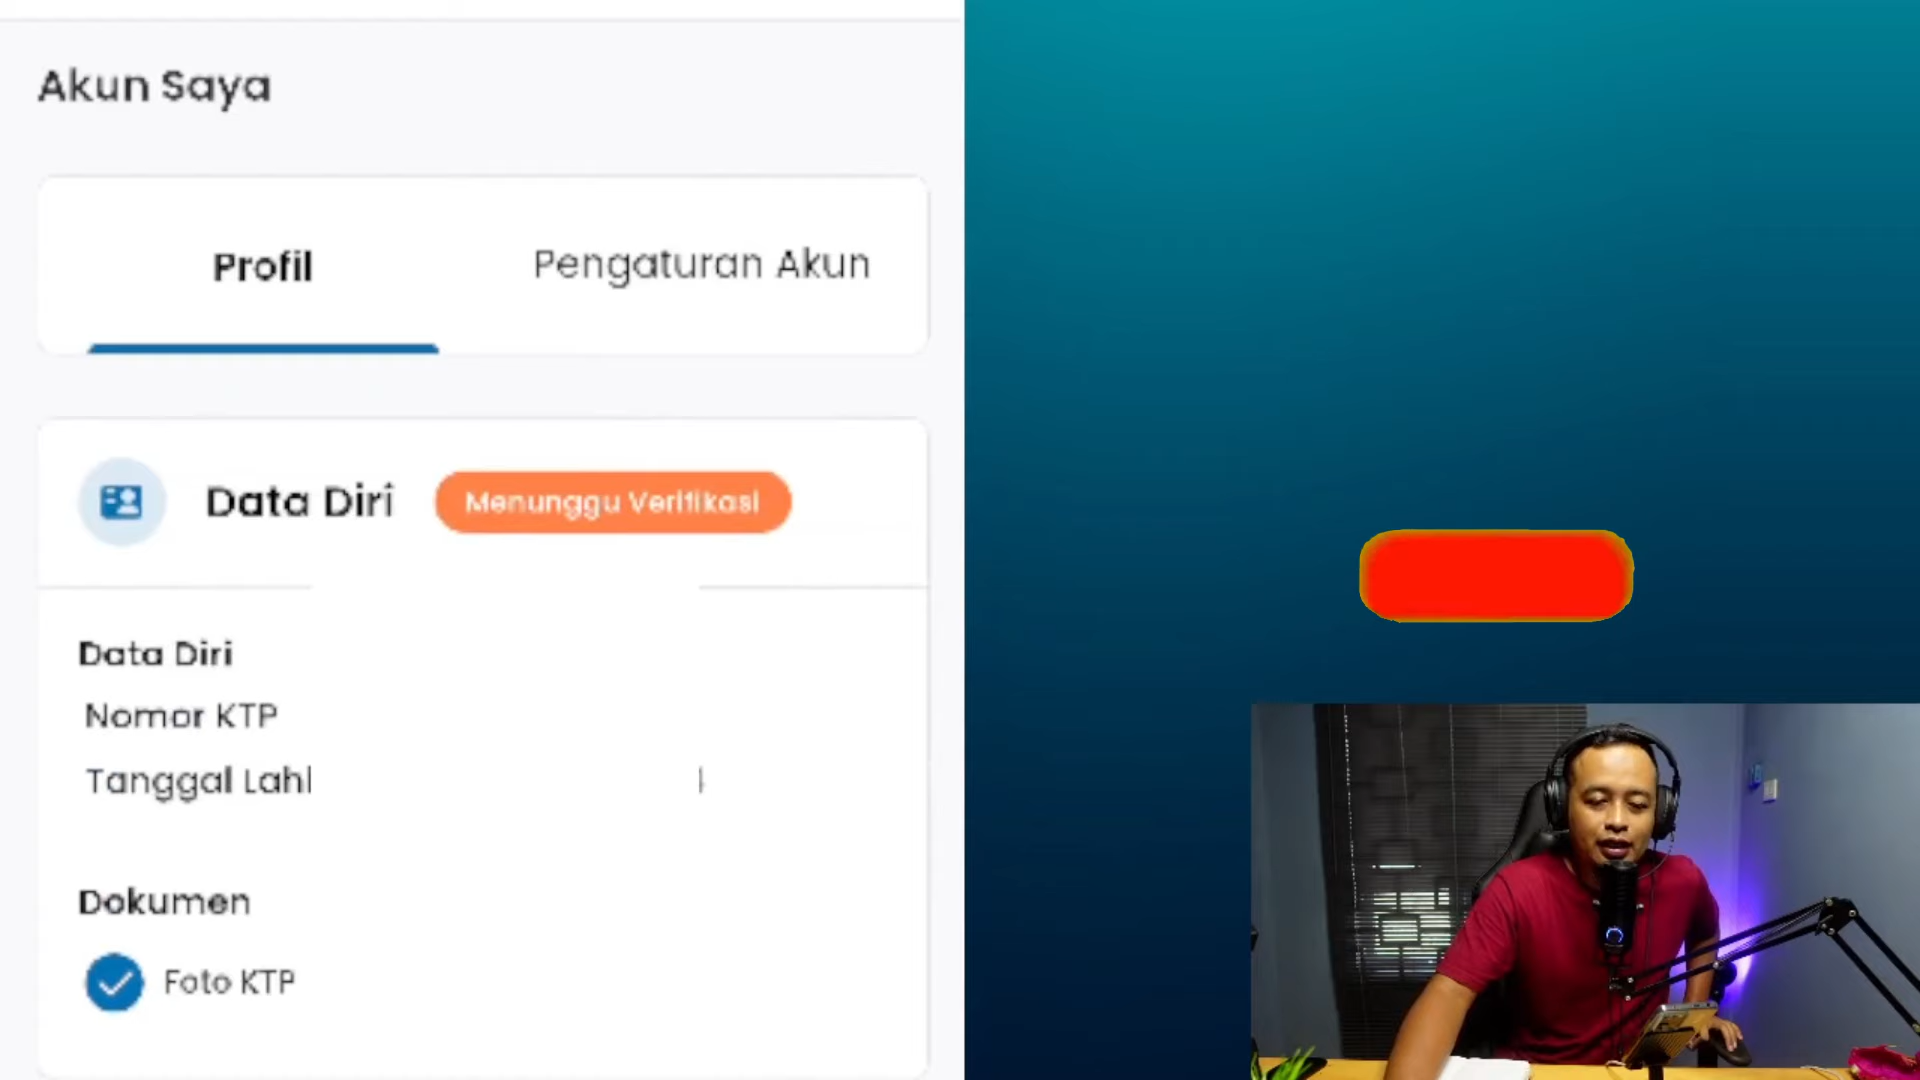 Akun Saya
Profil
Pengaturan Akun
Data Diri
Menunggu Verifikasi
Data Diri
Nomor KTP
Tanggal Lahi
Dokumen
Foto KTP